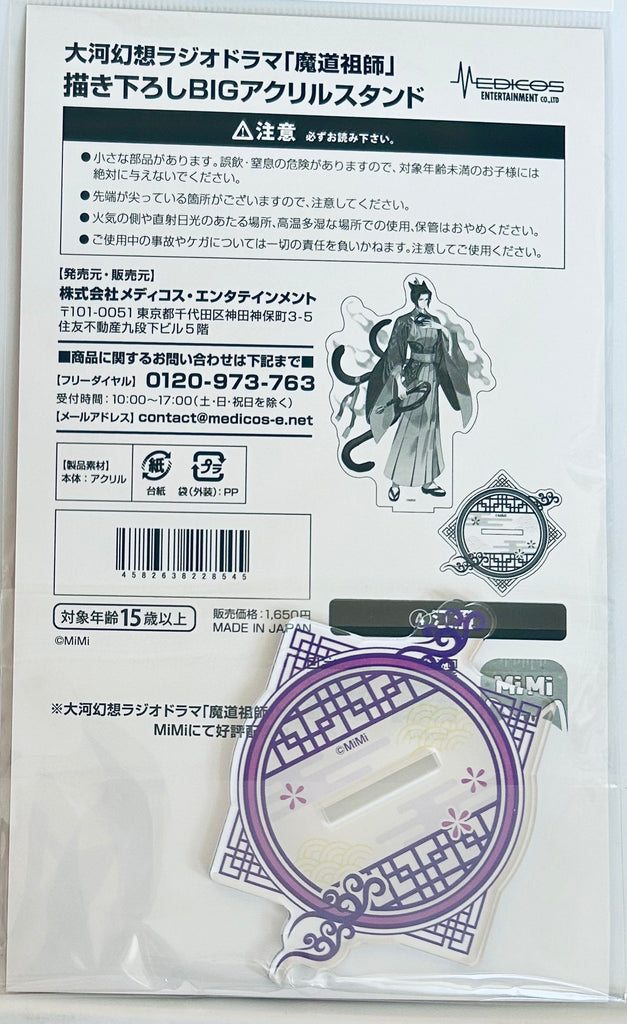 大河幻想ラジオドラマ「魔道祖師」
描き下ろしBIGアクリルスタンド
MEDICOS
ENTERTAINMENT CO.,LTD
⚠注意 必ずお読み下さい。
●小さな部品があります。誤飲・窒息の危険がありますので、対象年齢未満のお子様には
絶対に与えないでください。
●先端が尖っている箇所がございますので、注意してください。
●火気の側や直射日光のあたる場所、高温多湿な場所での使用、保管はおやめください。
●ご使用中の事故やケガについては一切の責任を負いかねます。注意してご使用ください。
【発売元・販売元】
株式会社メディコス・エンタテインメント
〒101-0051 東京都千代田区神田神保町3-5
住友不動産九段下ビル5階
■商品に関するお問い合わせは下記まで■
【フリーダイヤル】 0120-973-763
受付時間：10:00〜17:00(土・日・祝日を除く)
【メールアドレス】 contact@medicos-e.net
【製品素材】
本体：アクリル
紙
台紙
プラ
袋(外装)：PP
4582638228545
対象年齢15歳以上
販売価格：1,650円
MADE IN JAPAN
©MiMi
④
MiMi
※大河幻想ラジオドラマ「魔道祖師
MiMiにて好評配
©MiMi